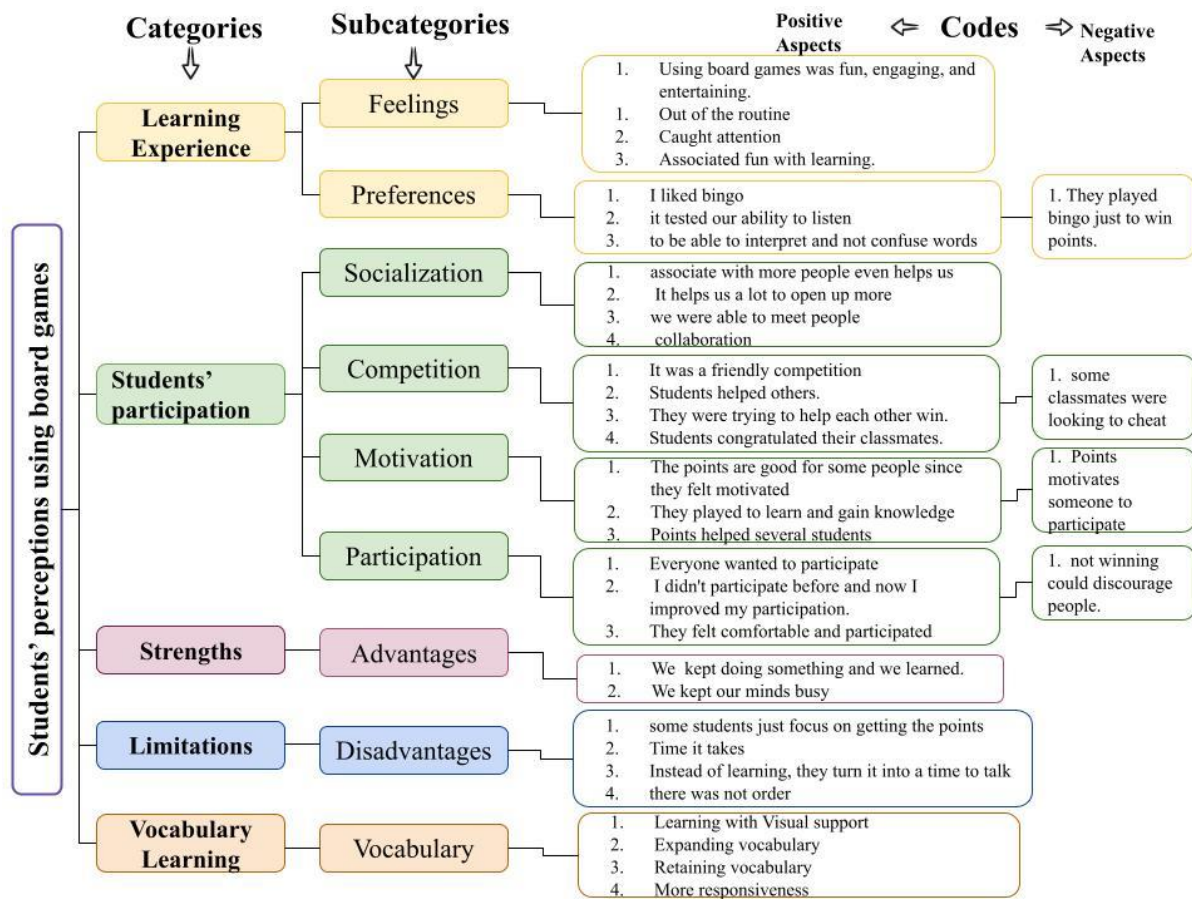 Categories
Subcategories
Positive
Aspects
Codes
Negative
Aspects
Students' perceptions using board games
Learning
Experience
Feelings
1. Using board games was fun, engaging, and
entertaining.
1. Out of the routine
2. Caught attention
3. Associated fun with learning.
Preferences
1. I liked bingo
2. it tested our ability to listen
3. to be able to interpret and not confuse words
1. They played
bingo just to win
points.
Students'
participation
Socialization
1. associate with more people even helps us
2. It helps us a lot to open up more
3. we were able to meet people
4. collaboration
Competition
1. It was a friendly competition
2. Students helped others.
3. They were trying to help each other win.
4. Students congratulated their classmates.
1. some
classmates were
looking to cheat
Motivation
1. The points are good for some people since
they felt motivated
2. They played to learn and gain knowledge
3. Points helped several students
1. Points
motivates
someone to
participate
Participation
1. Everyone wanted to participate
2. I didn't participate before and now I
improved my participation.
3. They felt comfortable and participated
1. not winning
could discourage
people.
Strengths
Advantages
1. We kept doing something and we learned.
2. We kept our minds busy
Limitations
Disadvantages
1. some students just focus on getting the points
2. Time it takes
3. Instead of learning, they turn it into a time to talk
4. there was not order
Vocabulary
Learning
Vocabulary
1. Learning with Visual support
2. Expanding vocabulary
3. Retaining vocabulary
4. More responsiveness